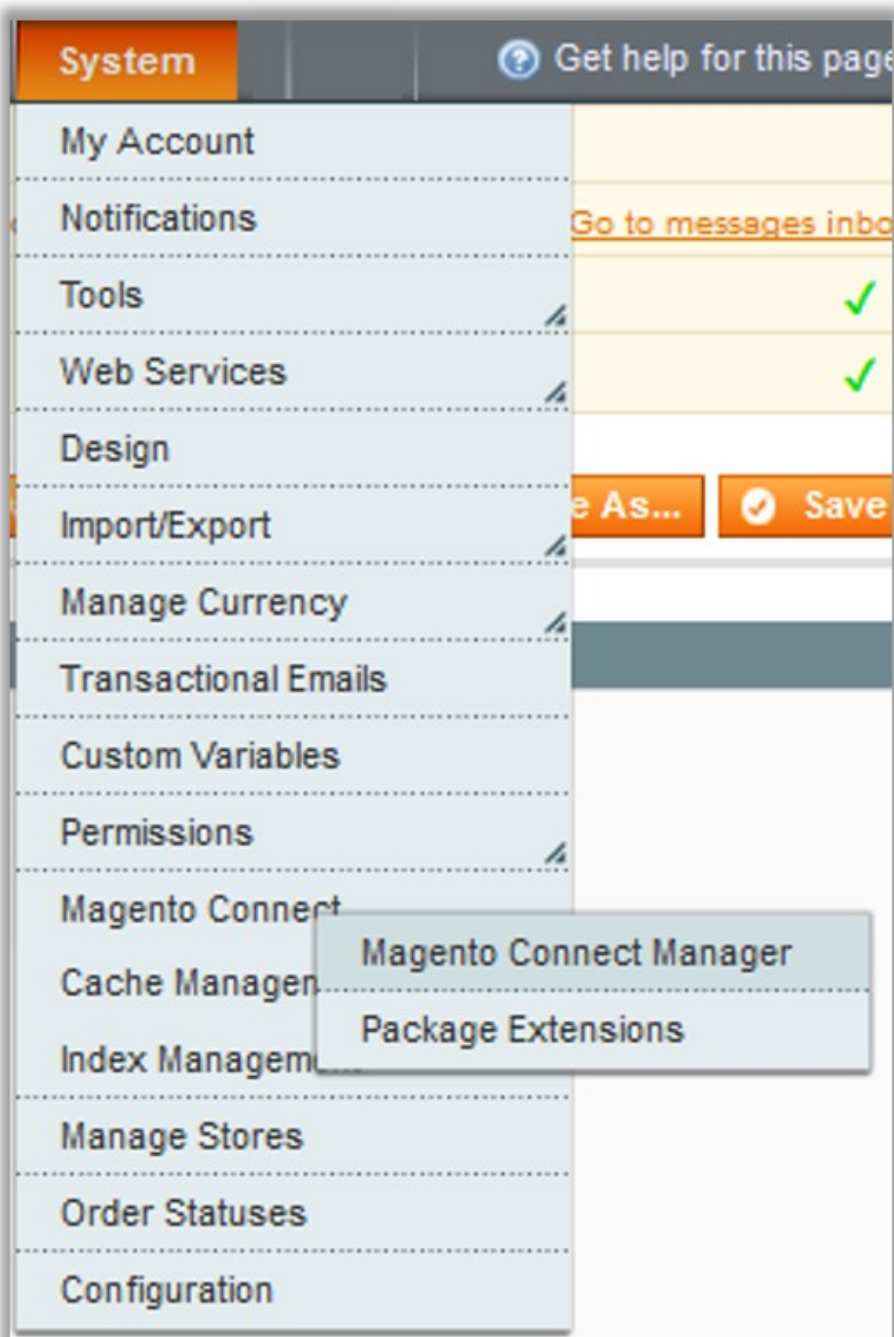 System
Get help for this page
My Account
Notifications
Go to messages inbo
Tools
Web Services
Design
e As...
Save
Import/Export
Manage Currency
Transactional Emails
Custom Variables
Permissions
Magento Connect
Magento Connect Manager
Cache Managem
Package Extensions
Index Management
Manage Stores
Order Statuses
Configuration